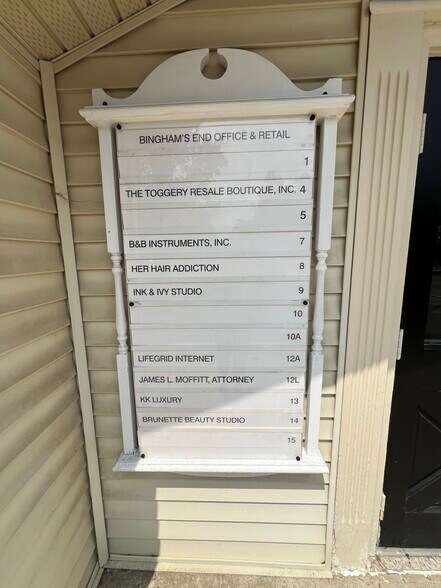 BINGHAM'S END OFFICE & RETAIL
1
THE TOGGERY RESALE BOUTIQUE, INC. 4
5
B&B INSTRUMENTS, INC. 7
HER HAIR ADDICTION 8
INK & IVY STUDIO 9
10
10A
LIFEGRID INTERNET 12A
JAMES L. MOFFITT, ATTORNEY 12L
KK LUXURY 13
BRUNETTE BEAUTY STUDIO 14
15